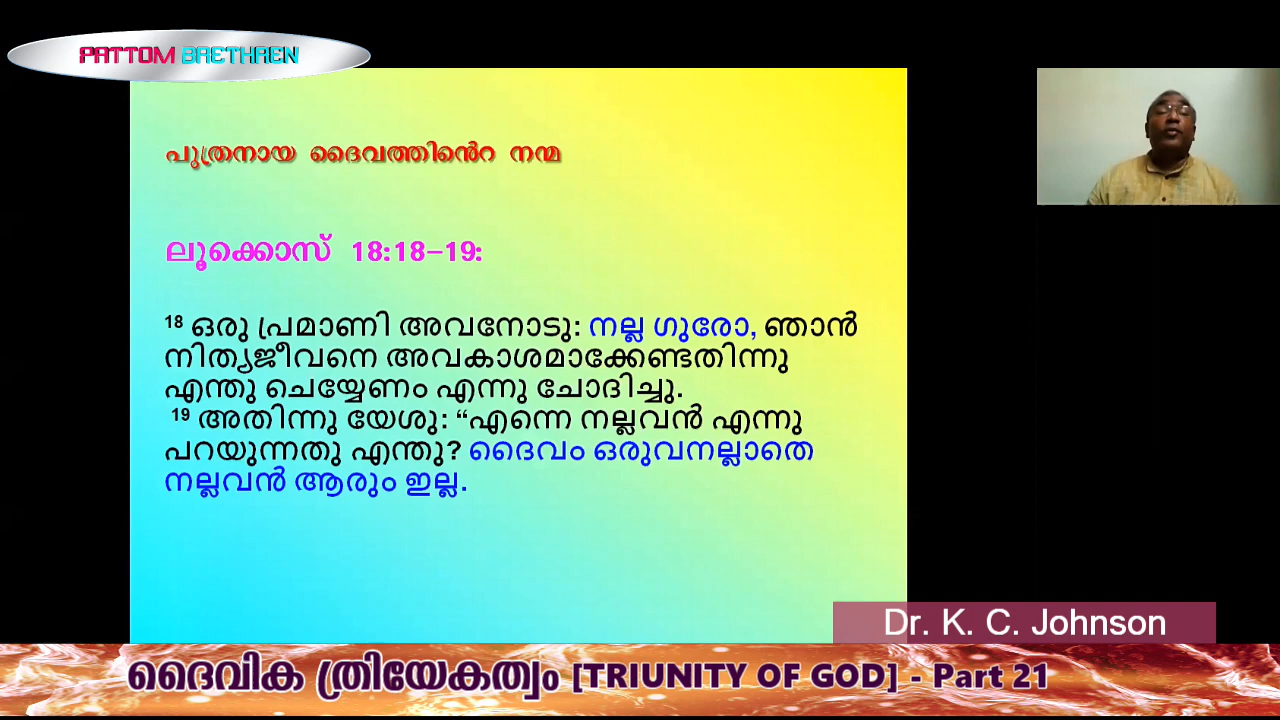 PATTOM BRETHREN
പുത്രനായ ദൈവത്തിൻെറ നന്മ
ലൂക്കൊസ് 18:18-19:
18 ഒരു പ്രമാണി അവനോടു: നല്ല ഗുരോ, ഞാൻ
നിത്യജീവനെ അവകാശമാക്കേണ്ടതിന്നു
എന്തു ചെയ്യേണം എന്നു ചോദിച്ചു.
19 അതിന്നു യേശു: “എന്നെ നല്ലവൻ എന്നു
പറയുന്നതു എന്തു? ദൈവം ഒരുവനല്ലാതെ
നല്ലവൻ ആരും ഇല്ല.
Dr. K. C. Johnson
ദൈവിക ത്രിയേകത്വം [TRIUNITY OF GOD] - Part 21